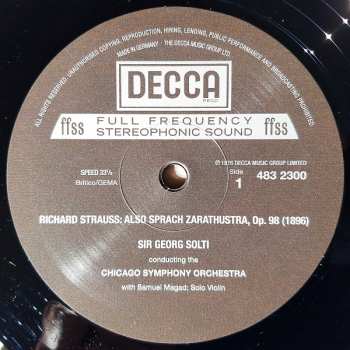 ALL RIGHTS RESERVED. UNAUTHORISED COPYING, REPRODUCTION, HIRING, LENDING, PUBLIC PERFORMANCE AND BROADCASTING PROHIBITED.
MADE IN GERMANY. · THE DECCA MUSIC GROUP LTD.
DECCA
ffss FULL FREQUENCY ffss
STEREOPHONIC SOUND
SPEED 33⅓
Britico/GEMA
℗ 1976 DECCA MUSIC GROUP LIMITED
Side
1
483 2300
RICHARD STRAUSS: ALSO SPRACH ZARATHUSTRA, Op. 98 (1896)
SIR GEORG SOLTI
conducting the
CHICAGO SYMPHONY ORCHESTRA
with Samuel Magad; Solo Violin